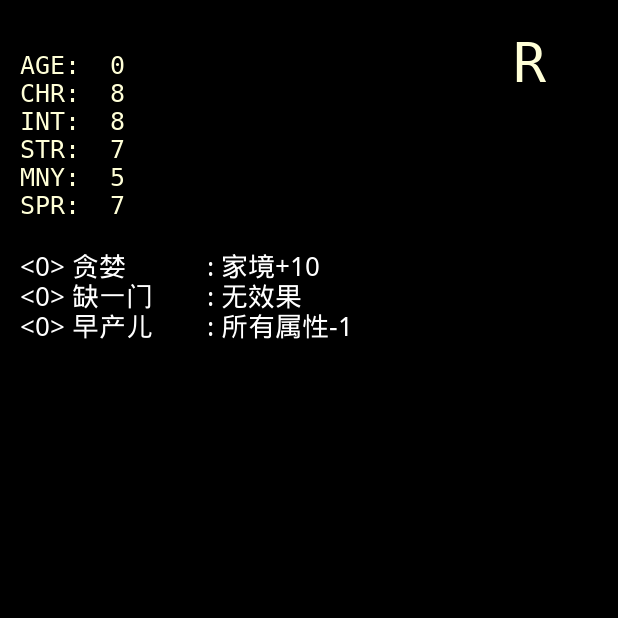 R
AGE: 0
CHR: 8
INT: 8
STR: 7
MNY: 5
SPR: 7
<0> 贪婪 : 家境+10
<0> 缺一门 : 无效果
<0> 早产儿 : 所有属性-1